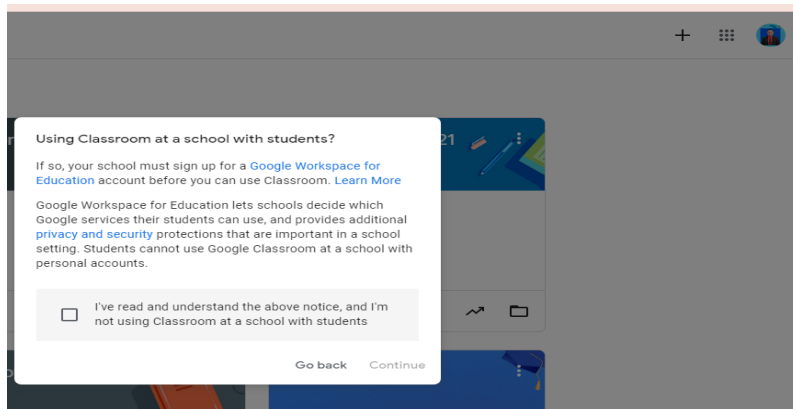 Using Classroom at a school with students?
21
If so, your school must sign up for a Google Workspace for
Education account before you can use Classroom. Learn More
Google Workspace for Education lets schools decide which
Google services their students can use, and provides additional
privacy and security protections that are important in a school
setting. Students cannot use Google Classroom at a school with
personal accounts.
I've read and understand the above notice, and I'm
not using Classroom at a school with students
Go back Continue